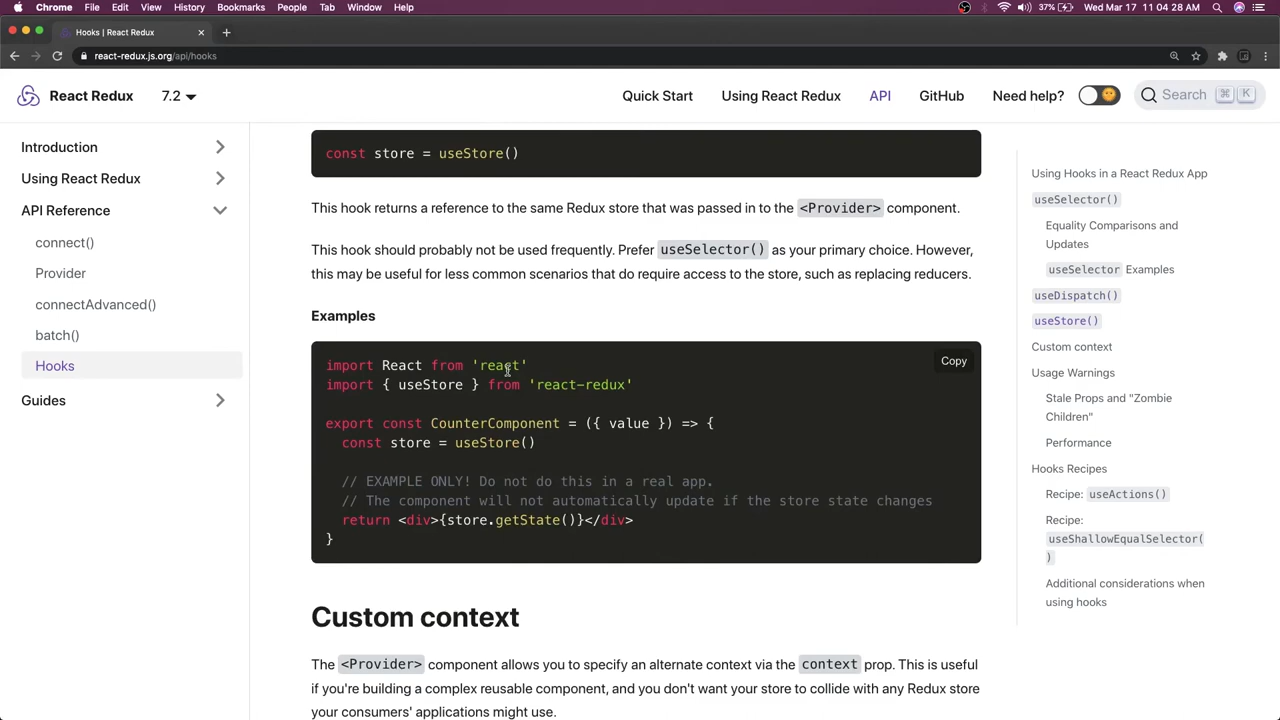 Chrome File Edit View History Bookmarks People Tab Window Help 37% Wed Mar 17 11:04:28 AM
Hooks | React Redux
react-redux.js.org/api/hooks
React Redux 7.2 Quick Start Using React Redux API GitHub Need help? Search ⌘ K
Introduction
Using React Redux
API Reference
connect()
Provider
connectAdvanced()
batch()
Hooks
Guides
const store = useStore()
This hook returns a reference to the same Redux store that was passed in to the <Provider> component.
This hook should probably not be used frequently. Prefer useSelector() as your primary choice. However,
this may be useful for less common scenarios that do require access to the store, such as replacing reducers.
Examples
Copy
import React from 'react'
import { useStore } from 'react-redux'
export const CounterComponent = ({ value }) => {
const store = useStore()
// EXAMPLE ONLY! Do not do this in a real app.
// The component will not automatically update if the store state changes
return <div>{store.getState()}</div>
}
Custom context
The <Provider> component allows you to specify an alternate context via the context prop. This is useful
if you're building a complex reusable component, and you don't want your store to collide with any Redux store
your consumers' applications might use.
Using Hooks in a React Redux App
useSelector()
Equality Comparisons and
Updates
useSelector Examples
useDispatch()
useStore()
Custom context
Usage Warnings
Stale Props and "Zombie
Children"
Performance
Hooks Recipes
Recipe: useActions()
Recipe:
useShallowEqualSelector(
)
Additional considerations when
using hooks